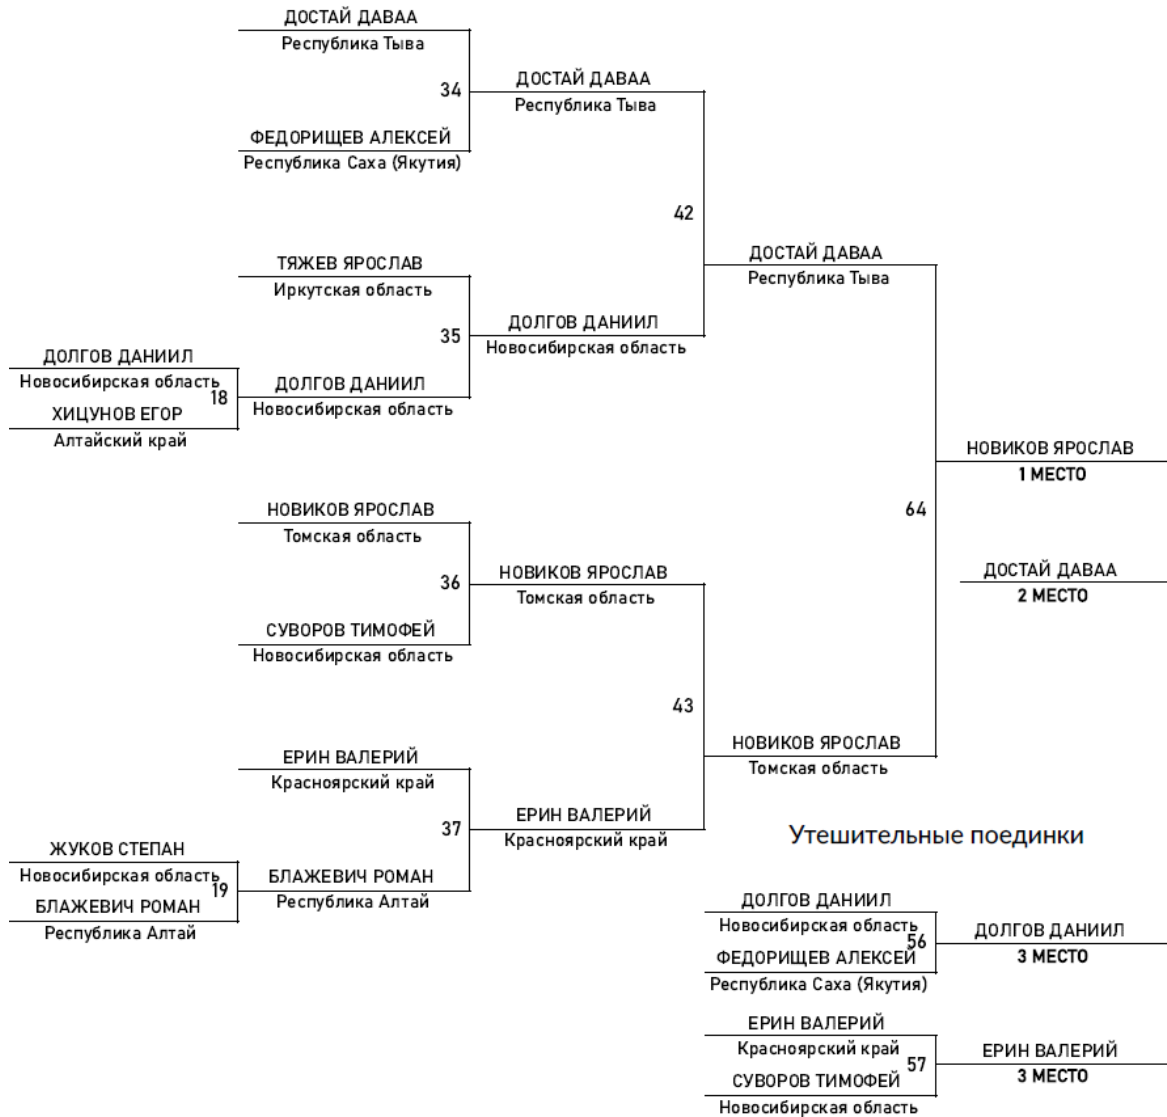 ДОСТАЙ ДАВАА
Республика Тыва
34
ДОСТАЙ ДАВАА
Республика Тыва
ФЕДОРИЩЕВ АЛЕКСЕЙ
Республика Саха (Якутия)
42
ДОСТАЙ ДАВАА
Республика Тыва
ТЯЖЕВ ЯРОСЛАВ
Иркутская область
35
ДОЛГОВ ДАНИИЛ
Новосибирская область
ДОЛГОВ ДАНИИЛ
Новосибирская область
18
ХИЦУНОВ ЕГОР
Алтайский край
ДОЛГОВ ДАНИИЛ
Новосибирская область
НОВИКОВ ЯРОСЛАВ
1 МЕСТО
64
НОВИКОВ ЯРОСЛАВ
Томская область
36
НОВИКОВ ЯРОСЛАВ
Томская область
ДОСТАЙ ДАВАА
2 МЕСТО
СУВОРОВ ТИМОФЕЙ
Новосибирская область
43
НОВИКОВ ЯРОСЛАВ
Томская область
ЕРИН ВАЛЕРИЙ
Красноярский край
37
ЕРИН ВАЛЕРИЙ
Красноярский край
ЖУКОВ СТЕПАН
Новосибирская область
19
БЛАЖЕВИЧ РОМАН
Республика Алтай
БЛАЖЕВИЧ РОМАН
Республика Алтай
Утешительные поединки
ДОЛГОВ ДАНИИЛ
Новосибирская область
56
ФЕДОРИЩЕВ АЛЕКСЕЙ
Республика Саха (Якутия)
ДОЛГОВ ДАНИИЛ
3 МЕСТО
ЕРИН ВАЛЕРИЙ
Красноярский край
57
СУВОРОВ ТИМОФЕЙ
Новосибирская область
ЕРИН ВАЛЕРИЙ
3 МЕСТО